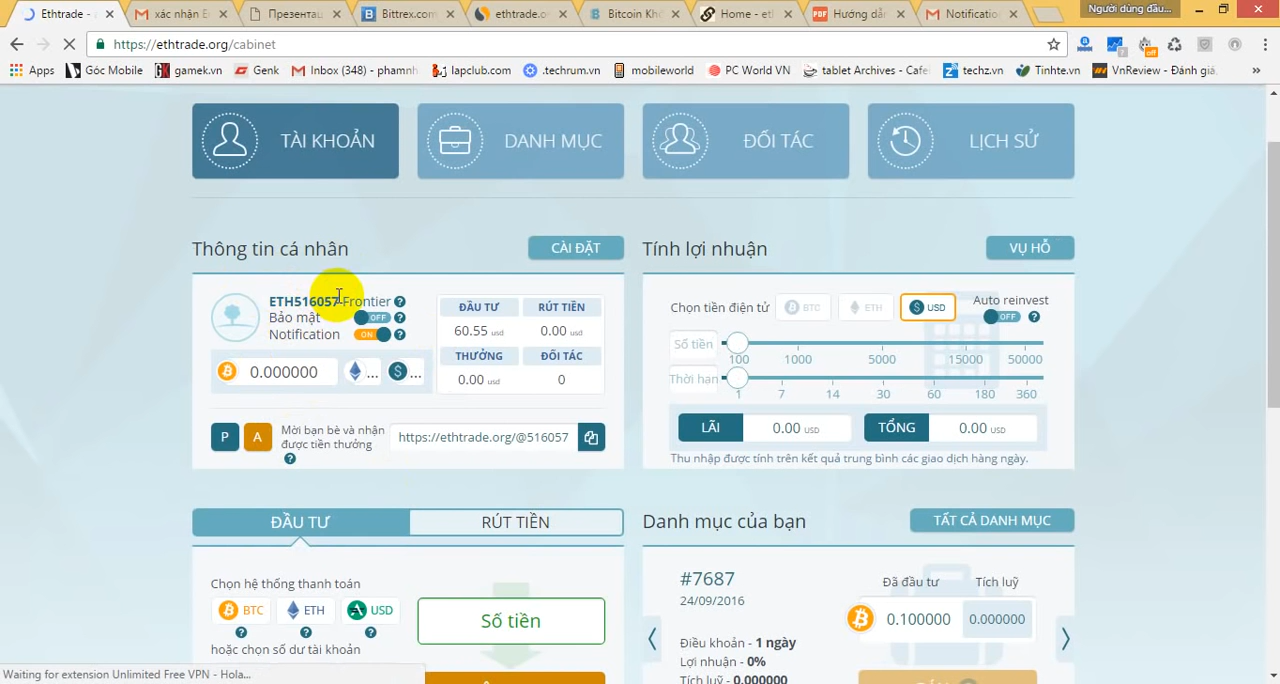 Ethtrade - đầu
xác nhận E
Презентац
Bittrex.com
ethtrade.o
Bitcoin Kh
Home - et
Hướng dẫ
Notificatio
Người dùng đầu...
https://ethtrade.org/cabinet
Apps
Góc Mobile
gamek.vn
Genk
Inbox (348) - phamnh
lapclub.com
.techrum.vn
mobileworld
PC World VN
tablet Archives - Cafe
techz.vn
Tinhte.vn
VnReview - Đánh giá
TÀI KHOẢN
DANH MỤC
ĐỐI TÁC
LỊCH SỬ
Thông tin cá nhân
CÀI ĐẶT
ETH516057 Frontier
Bảo mật OFF
Notification ON
0.000000
...
...
ĐẦU TƯ
RÚT TIỀN
60.55 usd
0.00 usd
THƯỞNG
ĐỐI TÁC
0.00 usd
0
P
A
Mời bạn bè và nhận
được tiền thưởng
https://ethtrade.org/@516057
Tính lợi nhuận
VỤ HỖ
Chọn tiền điện tử
BTC
ETH
USD
Auto reinvest
OFF
Số tiền
100 1000 5000 15000 50000
Thời hạn
1 7 14 30 60 180 360
LÃI
0.00 USD
TỔNG
0.00 USD
Thu nhập được tính trên kết quả trung bình các giao dịch hàng ngày.
ĐẦU TƯ
RÚT TIỀN
Chọn hệ thống thanh toán
BTC
ETH
USD
hoặc chọn số dư tài khoản
Số tiền
Danh mục của bạn
TẤT CẢ DANH MỤC
#7687
24/09/2016
Đã đầu tư
Tích luỹ
0.100000
0.000000
Điều khoản - 1 ngày
Lợi nhuận - 0%
Tích luỹ - 0.000000
Waiting for extension Unlimited Free VPN - Hola...